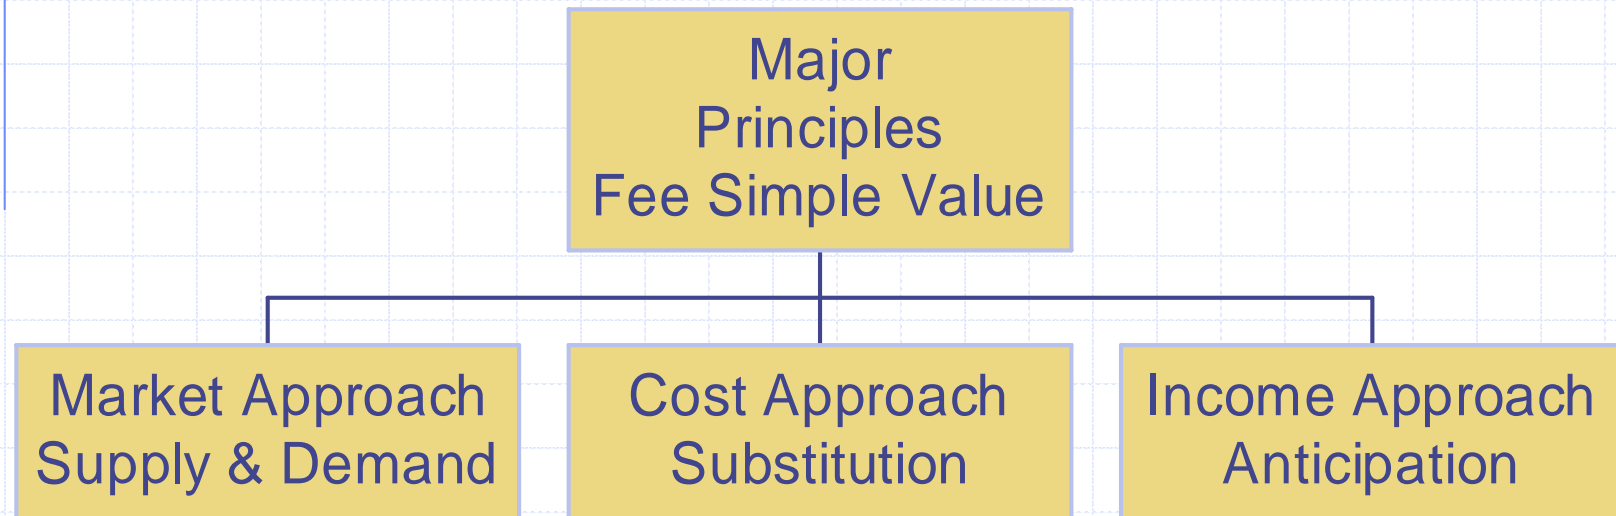 Major
Principles
Fee Simple Value
Market Approach
Supply & Demand
Cost Approach
Substitution
Income Approach
Anticipation